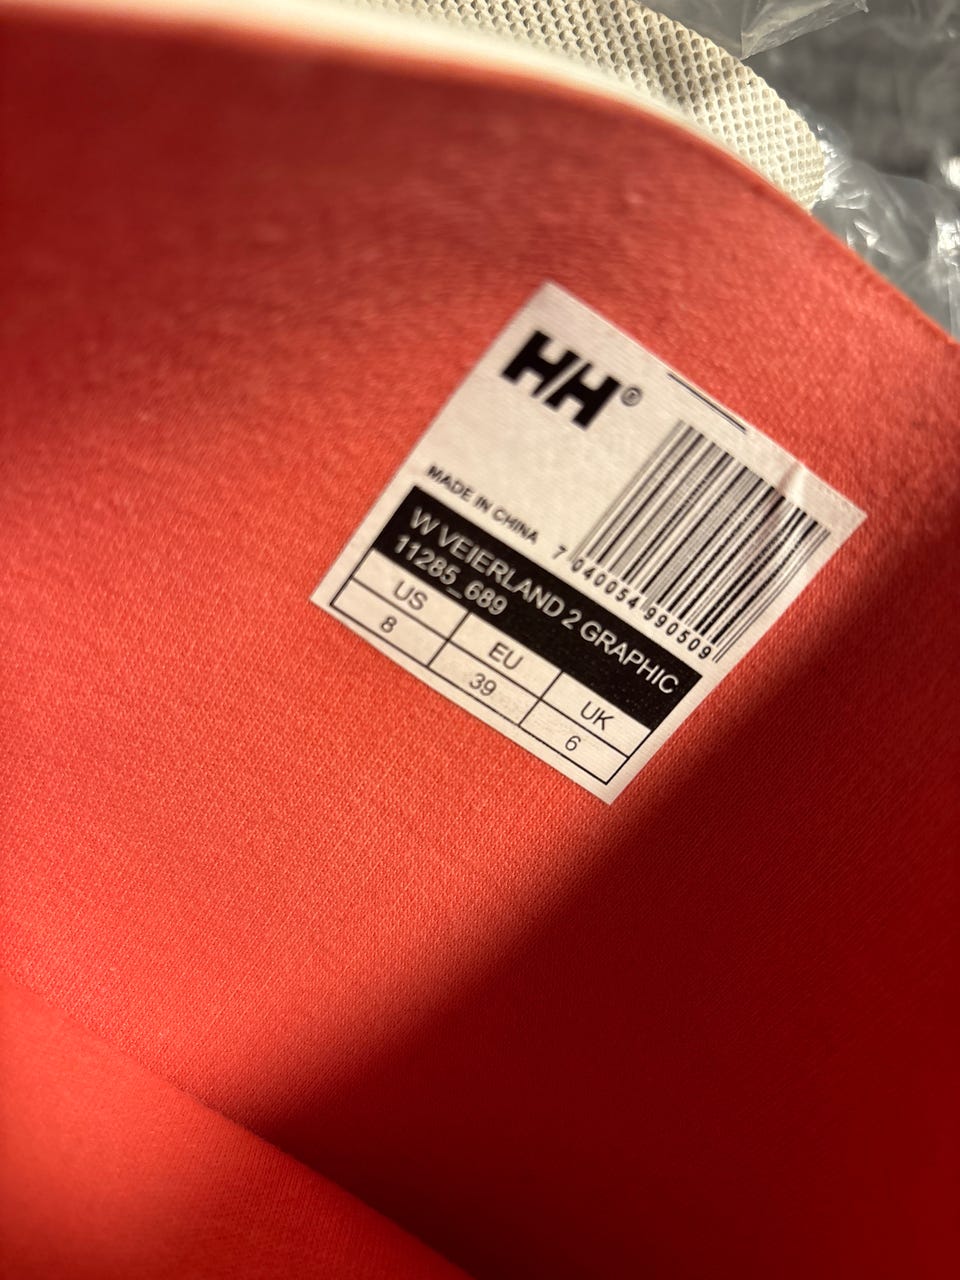 HH®
MADE IN CHINA
7 040054 990509
W VEIERLAND 2 GRAPHIC
11285_689
US EU UK
8 39 6